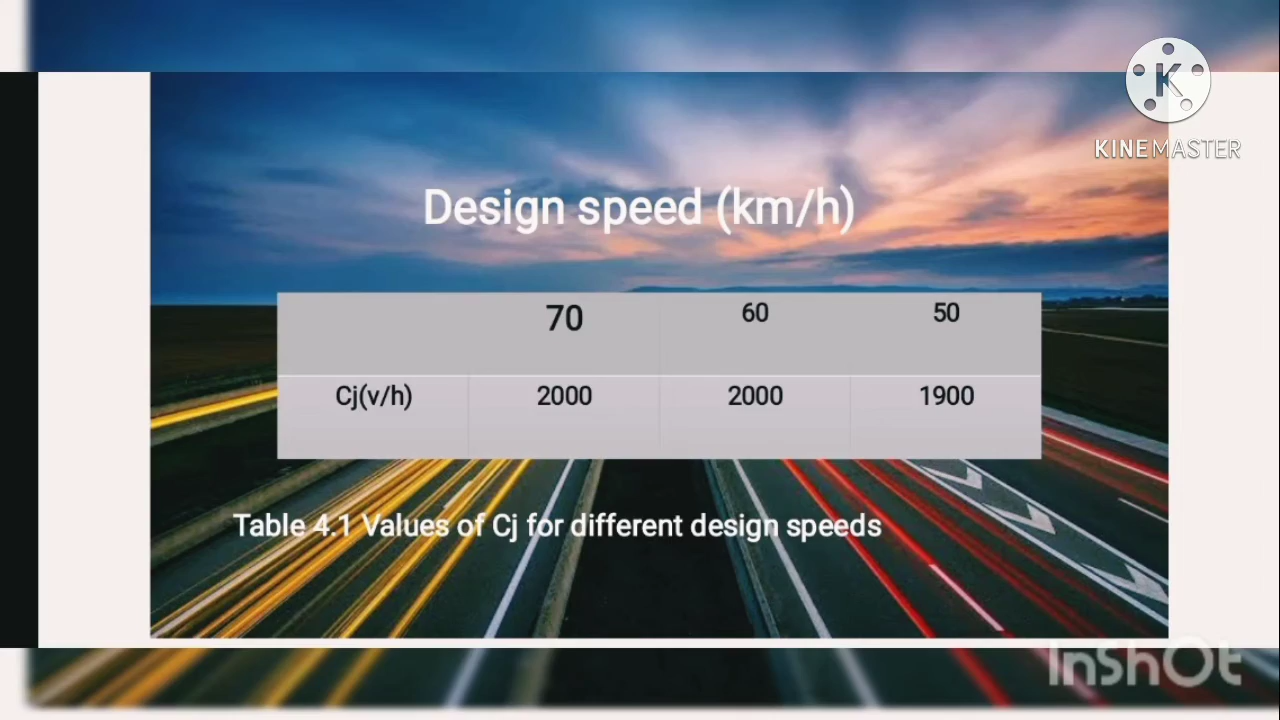 KINEMASTER
Design speed (km/h)
70 60 50
Cj(v/h) 2000 2000 1900
Table 4.1 Values of Cj for different design speeds
InShOt